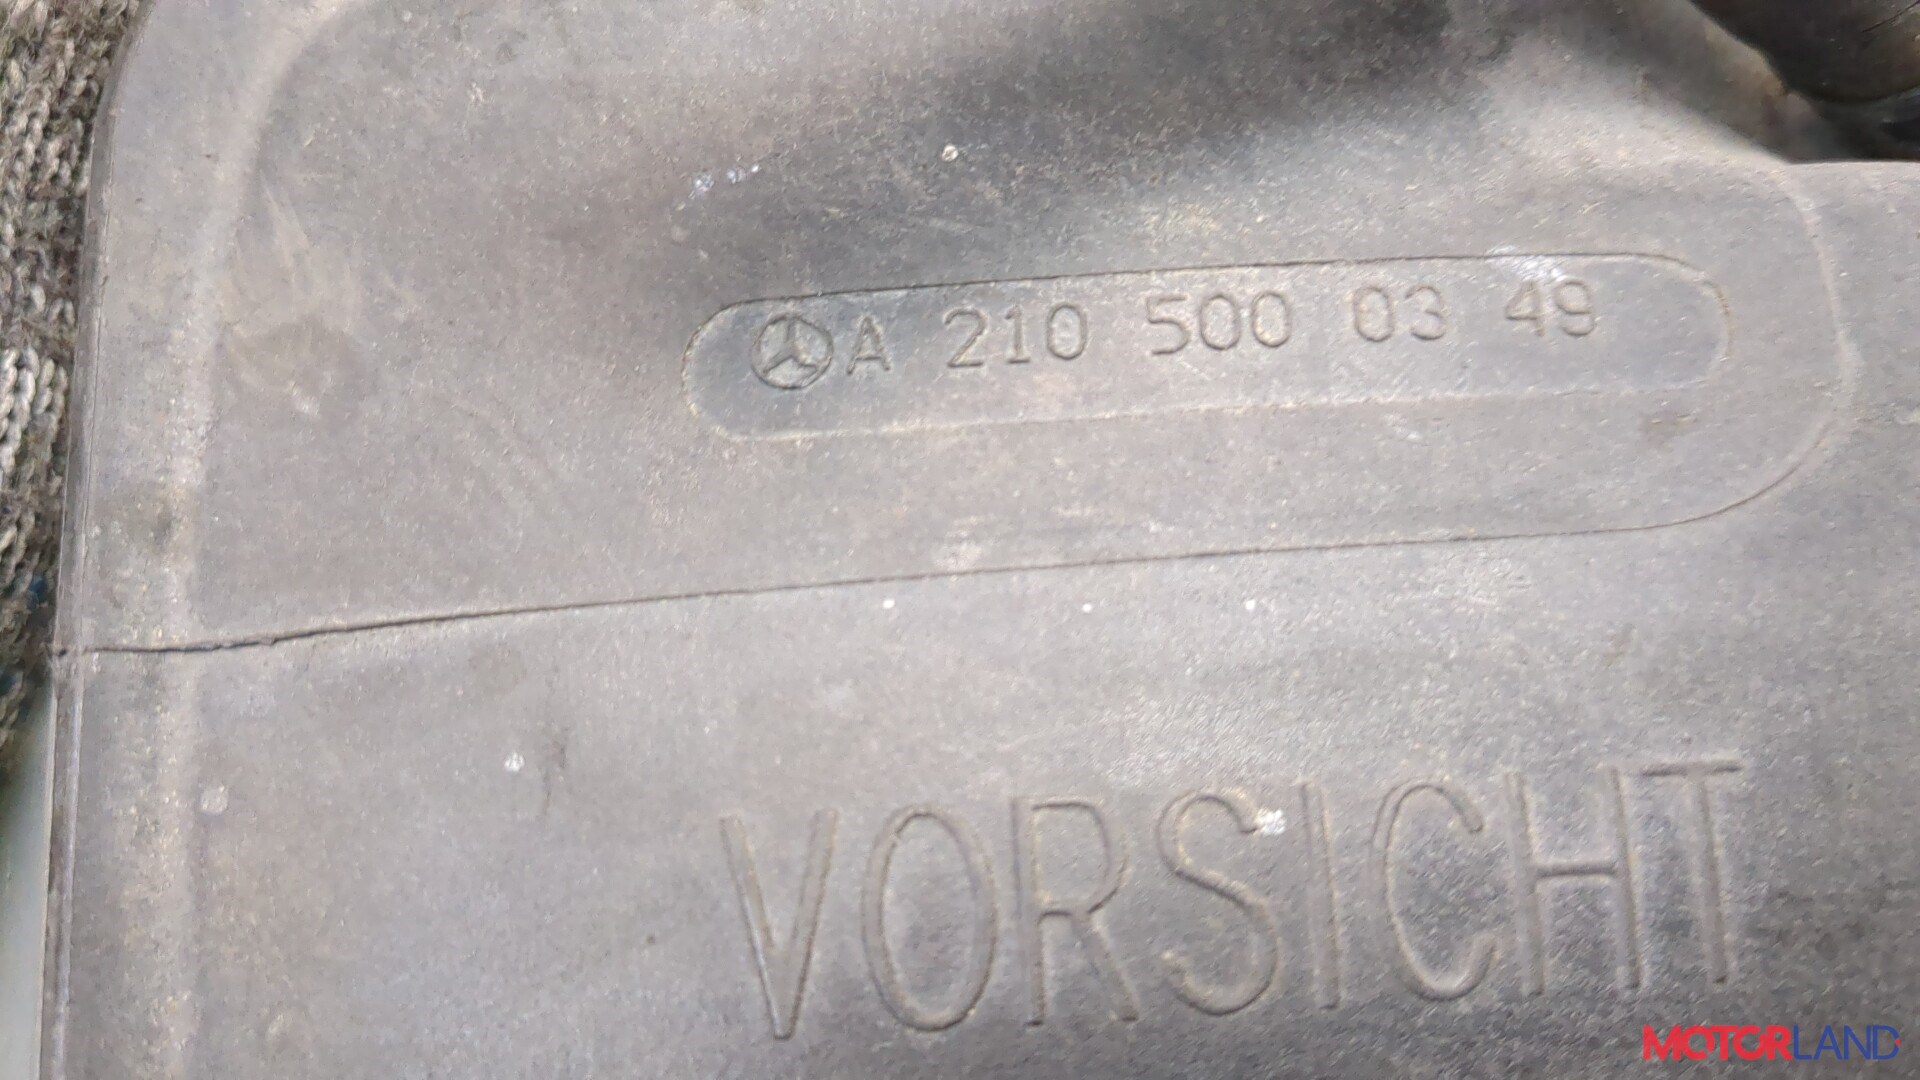 A 210 500 03 49
VORSICHT
MOTORLAND